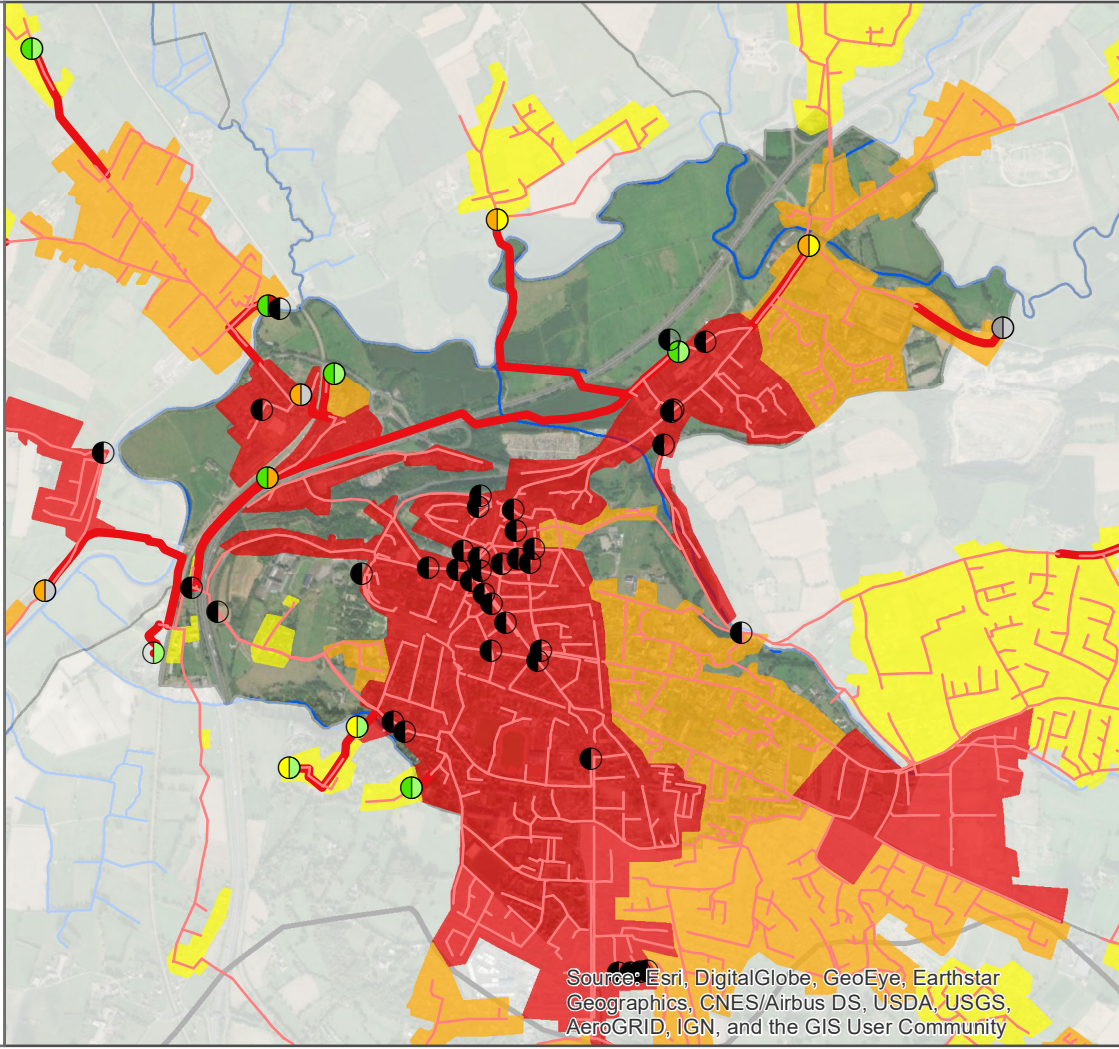 Source: Esri, DigitalGlobe, GeoEye, Earthstar
Geographics, CNES/Airbus DS, USDA, USGS,
AeroGRID, IGN, and the GIS User Community